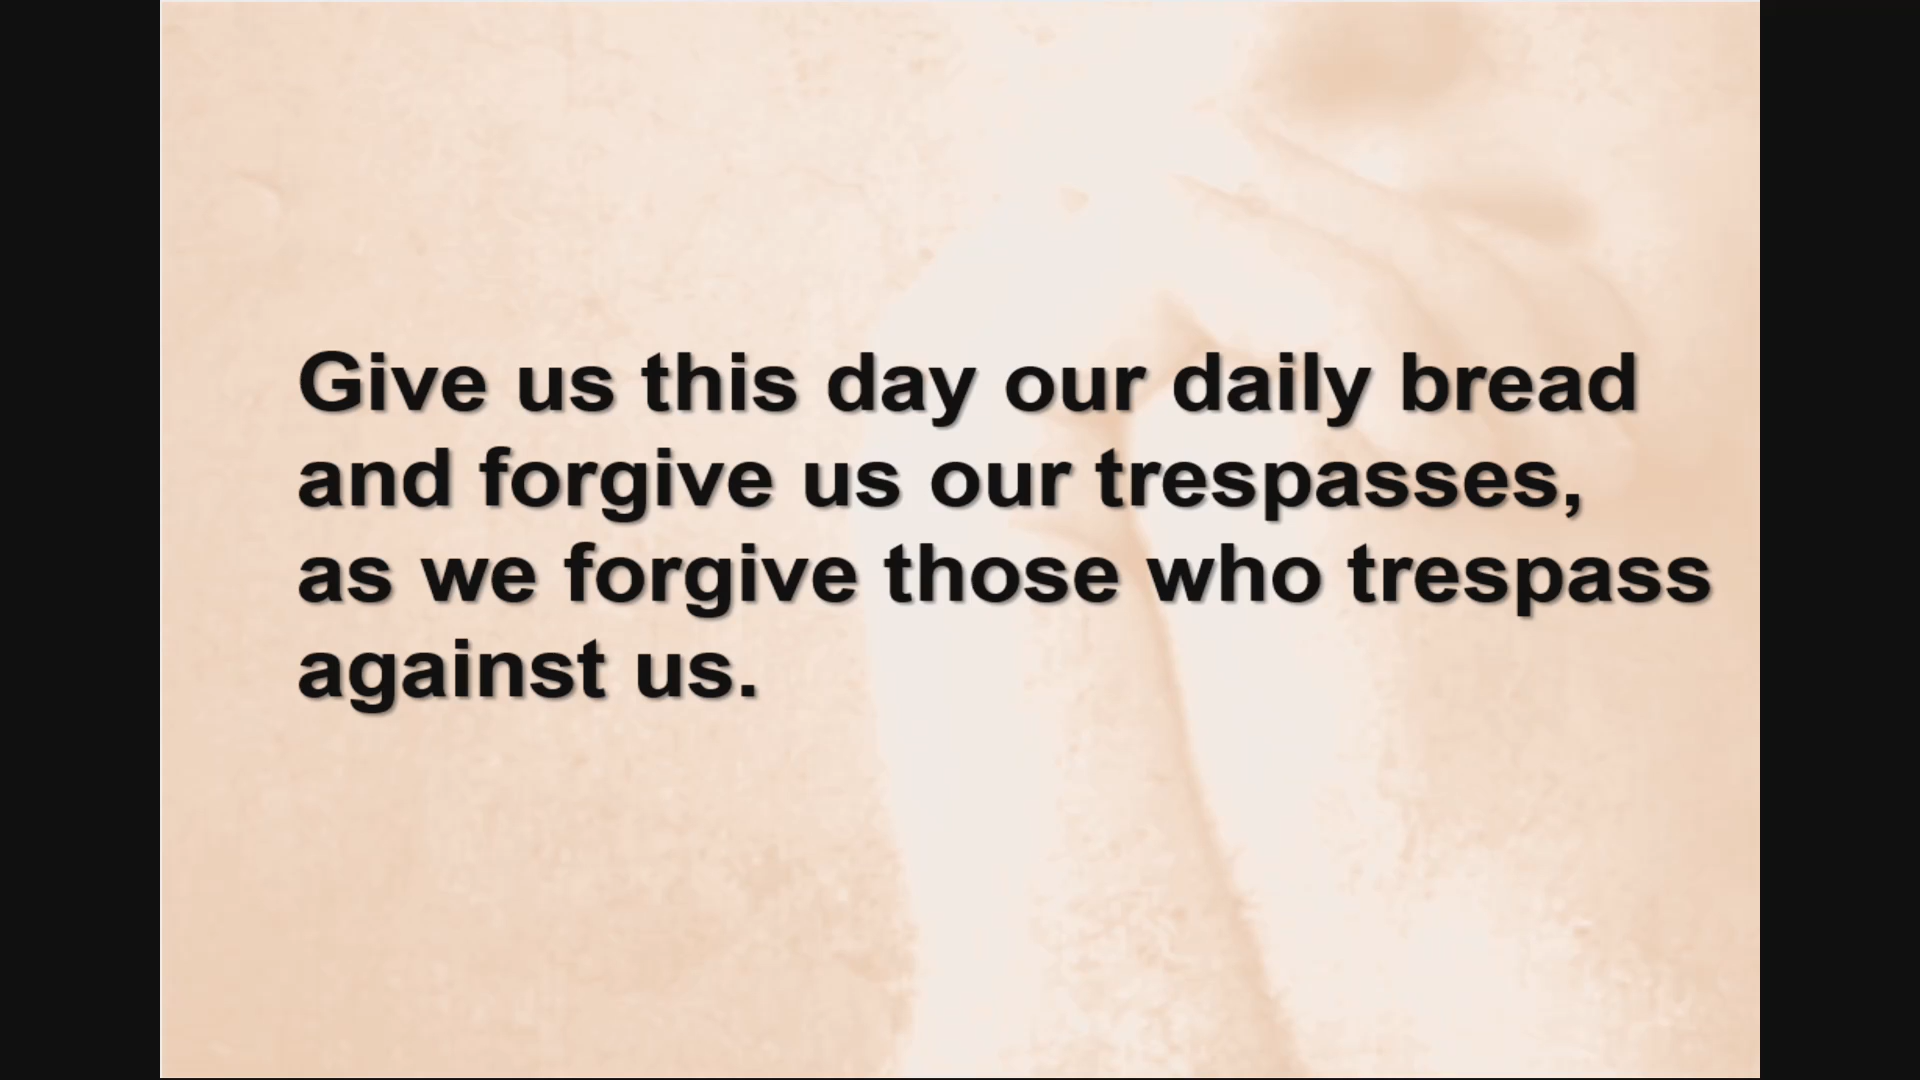 Give us this day our daily bread
and forgive us our trespasses,
as we forgive those who trespass
against us.